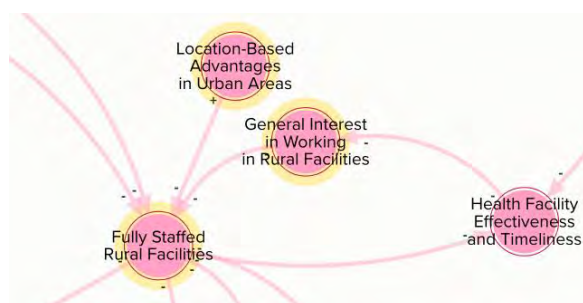 Location-Based
Advantages
in Urban Areas
+
General Interest
in Working
in Rural Facilities
-
-
-
-
-
-
Health Facility
Effectiveness
and Timeliness
-
-
-
Fully Staffed
Rural Facilities
-
-
-
-